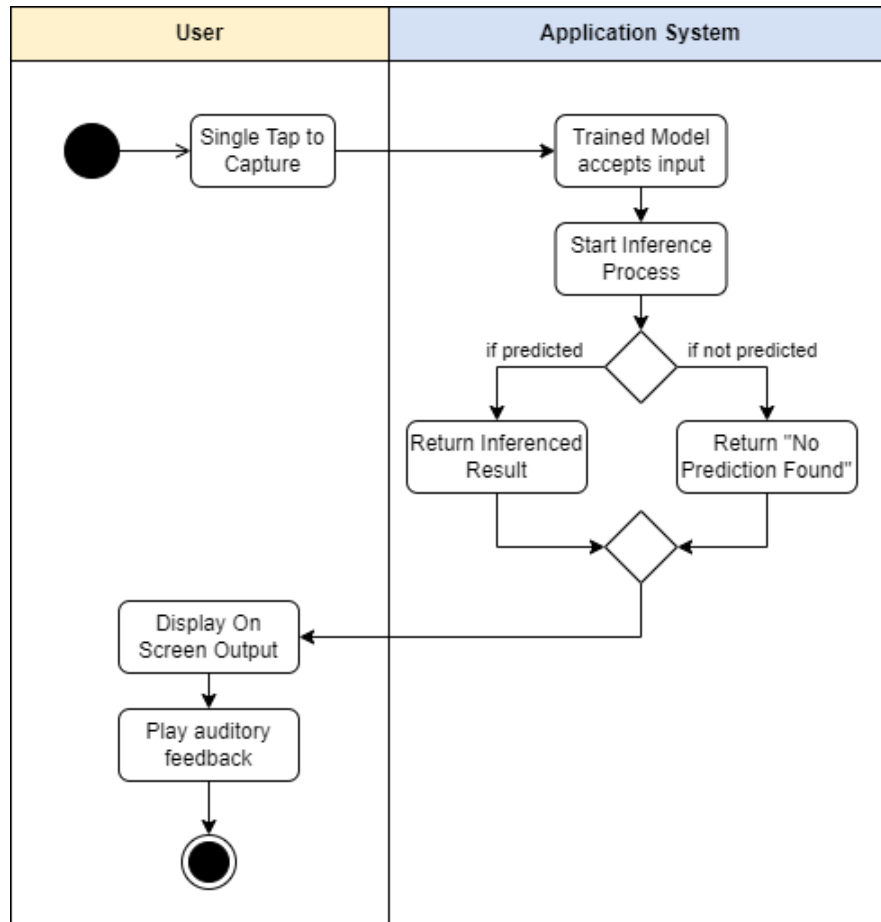 User
Application System
Single Tap to
Capture
Trained Model
accepts input
Start Inference
Process
if predicted
if not predicted
Return Inferenced
Result
Return "No
Prediction Found"
Display On
Screen Output
Play auditory
feedback